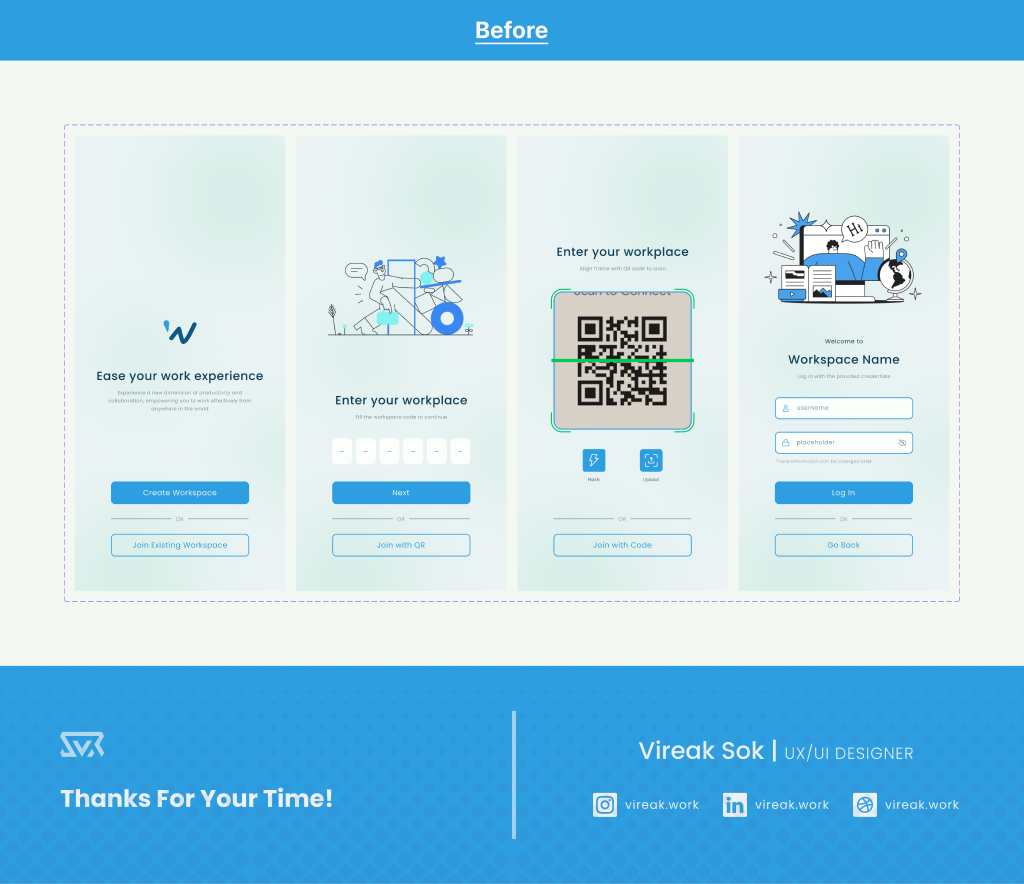 Before
Ease your work experience
Experience a new dimension of productivity and
collaboration, empowering you to work effectively from
anywhere in the world
Create Workspace
OR
Join Existing Workspace
Enter your workplace
Fill the workspace code to continue
- - - - - -
Next
OR
Join with QR
Enter your workplace
Align frame with QR code to scan
Scan to Connect
Flash
Upload
OR
Join with Code
Hi
Welcome to
Workspace Name
Log in with the provided credentials
username
placeholder
These information can be changed later
Log In
OR
Go Back
SVR
Thanks For Your Time!
Vireak Sok | UX/UI DESIGNER
vireak.work
in vireak.work
vireak.work